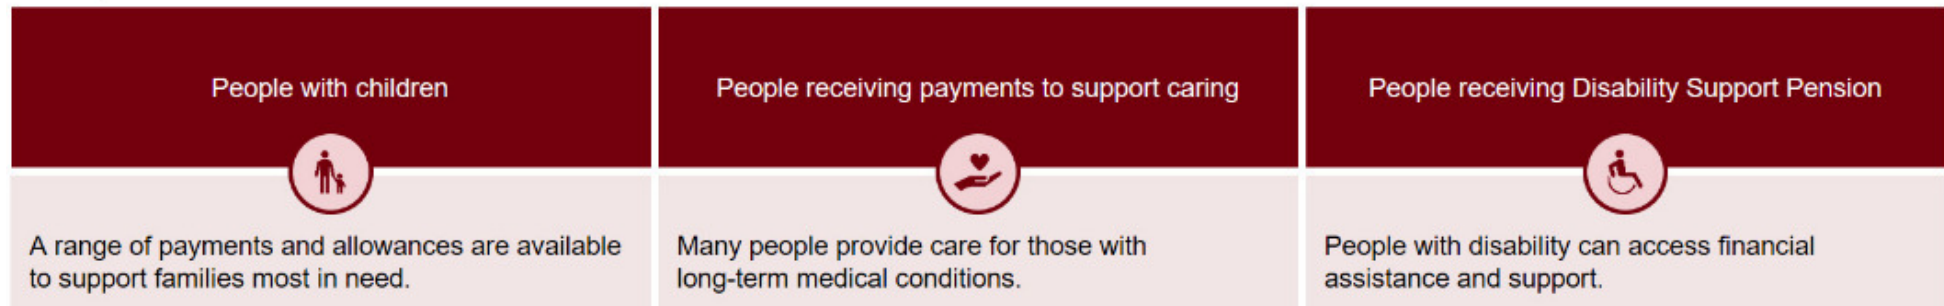 People with children
People receiving payments to support caring
People receiving Disability Support Pension
A range of payments and allowances are available
to support families most in need.
Many people provide care for those with
long-term medical conditions.
People with disability can access financial
assistance and support.